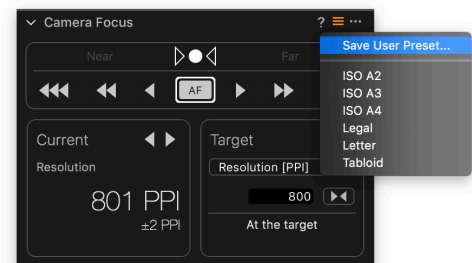 Camera Focus ?
Save User Preset...
Near Far
AF
ISO A2
ISO A3
ISO A4
Legal
Letter
Tabloid
Current
Resolution
801 PPI
±2 PPI
Target
Resolution [PPI]
800
At the target